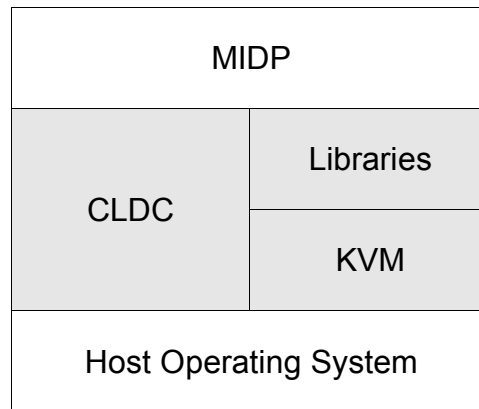 MIDP
CLDC
Libraries
KVM
Host Operating System